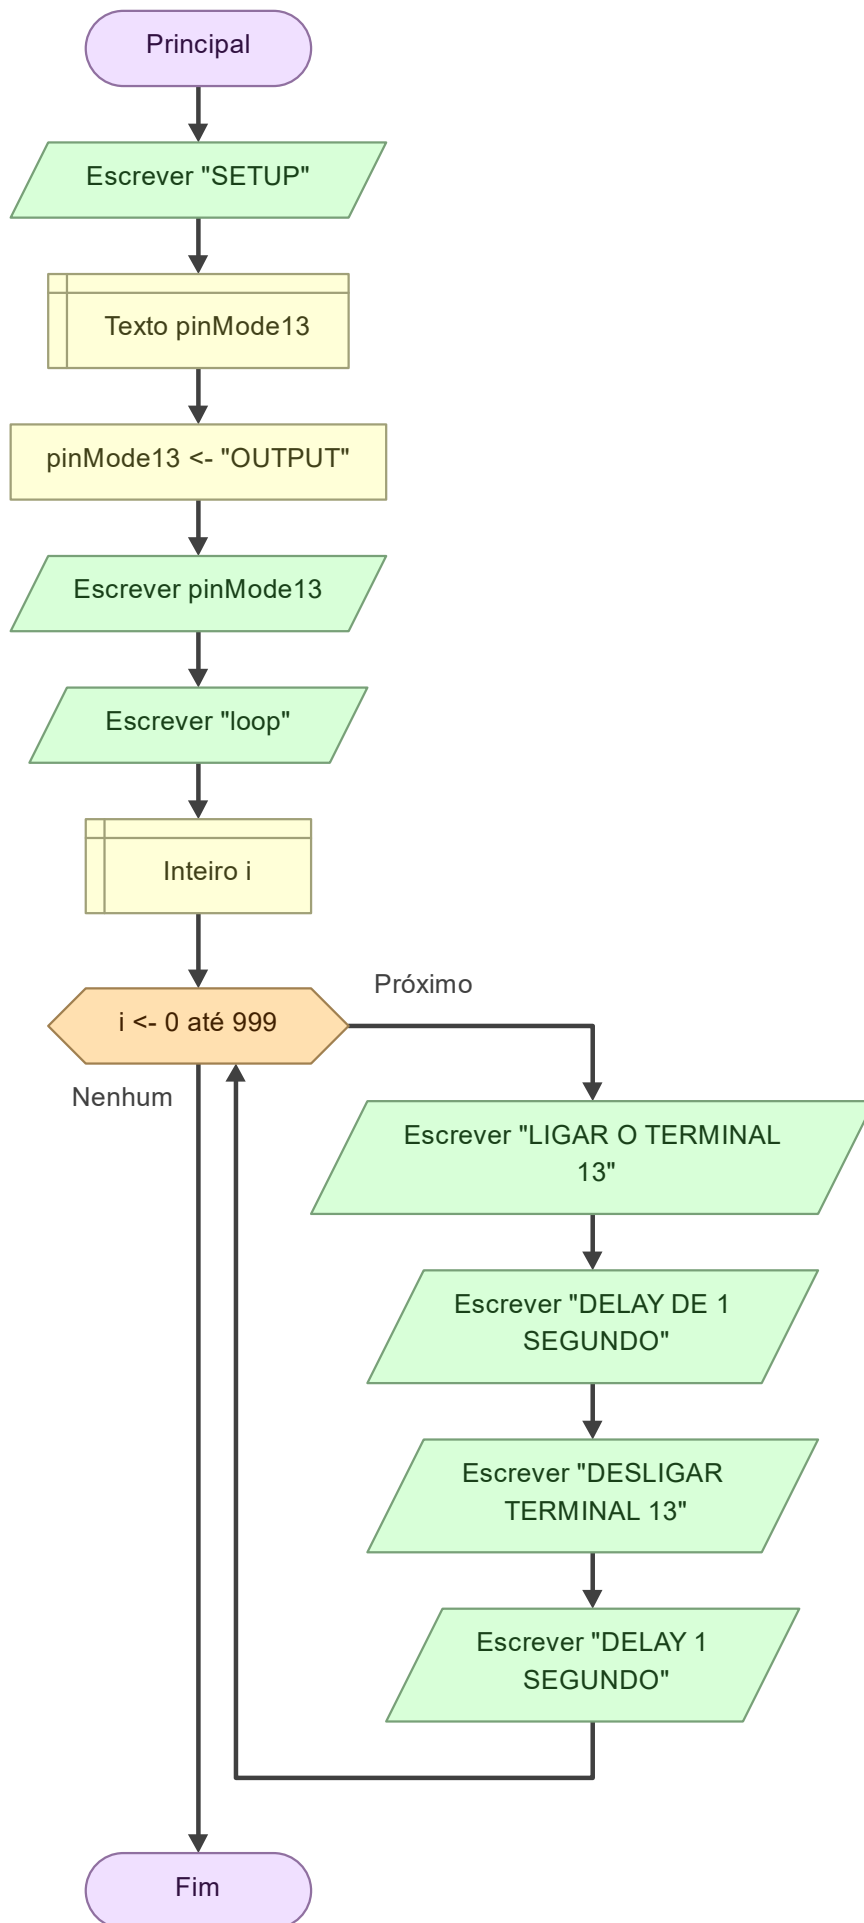 Principal
Escrever "SETUP"
Texto pinMode13
pinMode13 <- "OUTPUT"
Escrever pinMode13
Escrever "loop"
Inteiro i
i <- 0 até 999
Próximo
Nenhum
Escrever "LIGAR O TERMINAL
13"
Escrever "DELAY DE 1
SEGUNDO"
Escrever "DESLIGAR
TERMINAL 13"
Escrever "DELAY 1
SEGUNDO"
Fim